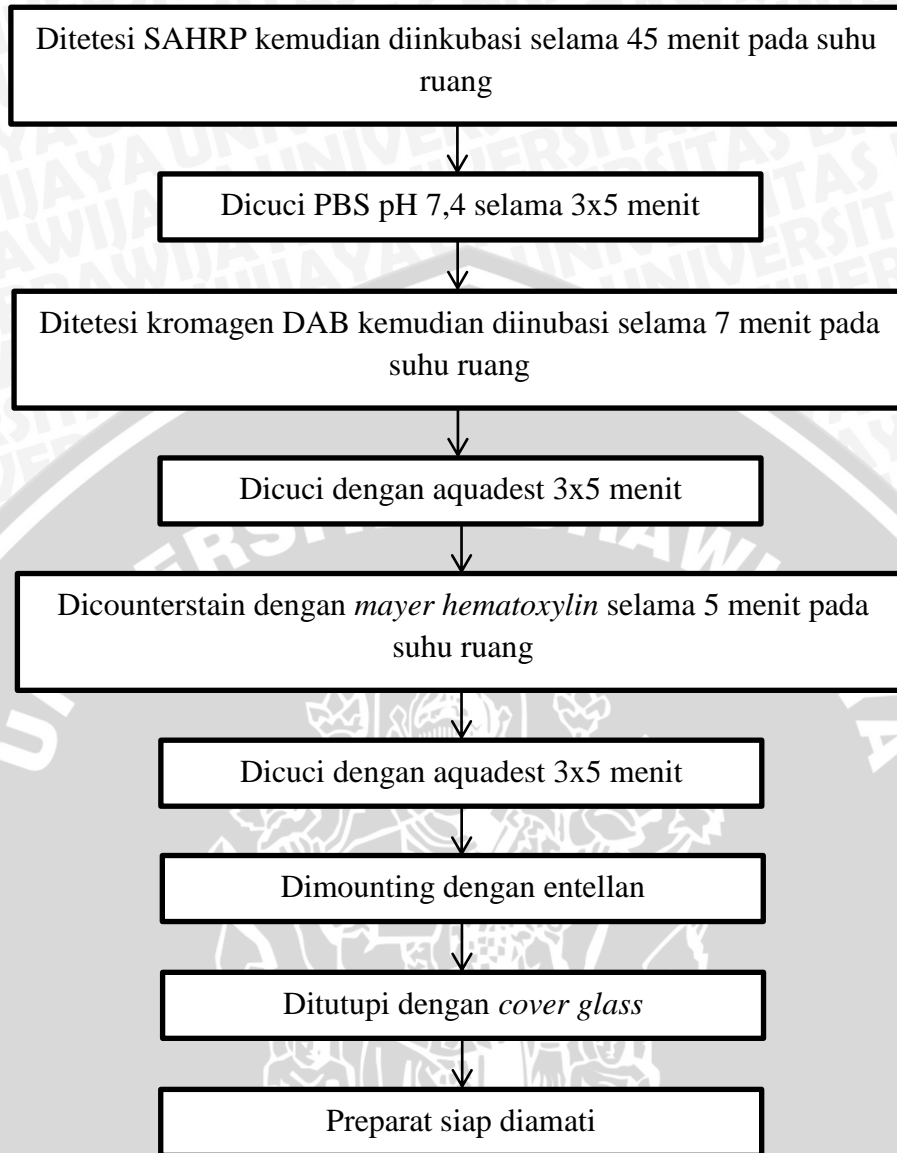 Ditetesi SAHRP kemudian diinkubasi selama 45 menit pada suhu
ruang
Dicuci PBS pH 7,4 selama 3x5 menit
Ditetesi kromagen DAB kemudian diinubasi selama 7 menit pada
suhu ruang
Dicuci dengan aquadest 3x5 menit
Dicounterstain dengan mayer hematoxylin selama 5 menit pada
suhu ruang
Dicuci dengan aquadest 3x5 menit
Dimounting dengan entellan
Ditutupi dengan cover glass
Preparat siap diamati